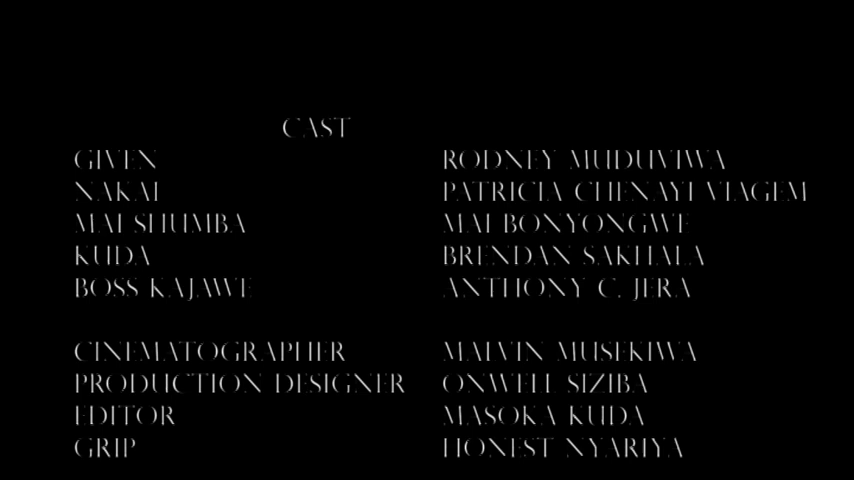 CAST
GIVEN RODNEY MUDUVIWA
NAKAI PATRICIA CHENAYI VIAGEM
MAI SHUMBA MAI BONYONGWE
KUDA BRENDAN SAKHALA
BOSS KAJAWE ANTHONY C. JERA
CINEMATOGRAPHER MALVIN MUSEKIWA
PRODUCTION DESIGNER ONWELL SIZIBA
EDITOR MASOKA KUDA
GRIP HONEST NYARIYA